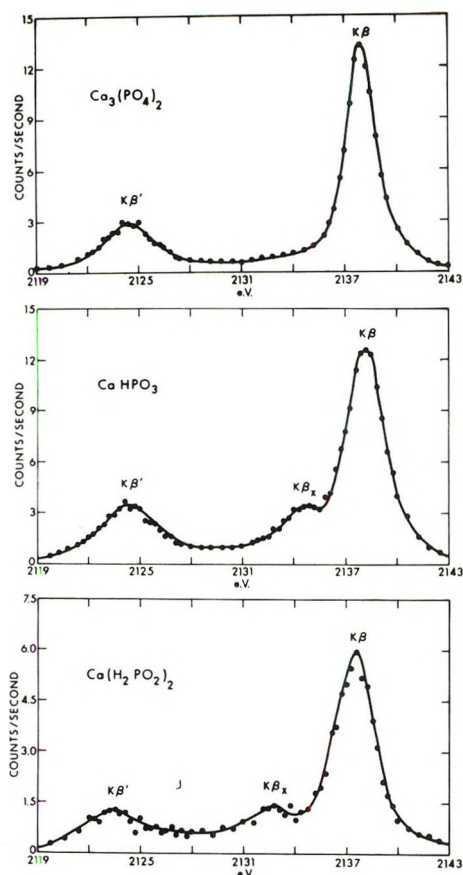 Kβ
Ca₃(PO₄)₂
Kβ'
COUNTS/SECOND
15
12
9
6
3
0
2119 2125 2131 2137 2143
e.V.
Kβ
Ca HPO₃
Kβ'
Kβₓ
COUNTS/SECOND
15
12
9
6
3
0
2119 2125 2131 2137 2143
e.V.
Kβ
Ca(H₂PO₂)₂
Kβ'
Kβₓ
COUNTS/SECOND
7.5
6.0
4.5
3.0
1.5
0
2119 2125 2131 2137 2143
e.V.